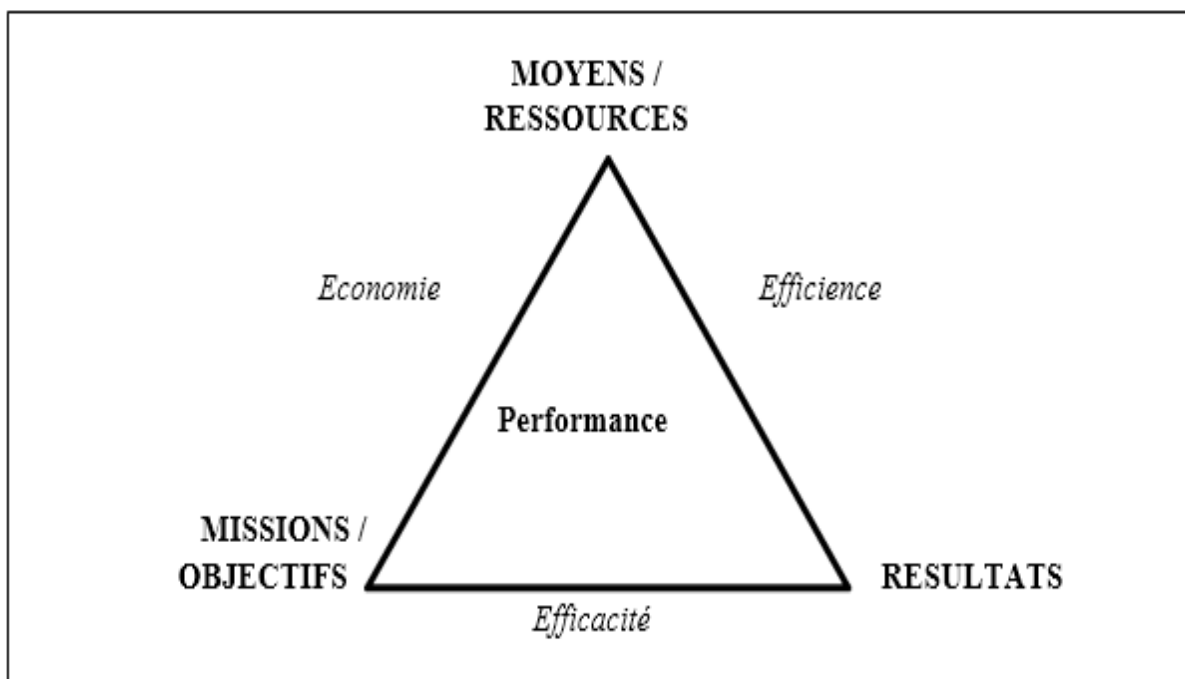 MOYENS /
RESSOURCES
Economie
Efficience
Performance
MISSIONS /
OBJECTIFS
RESULTATS
Efficacité